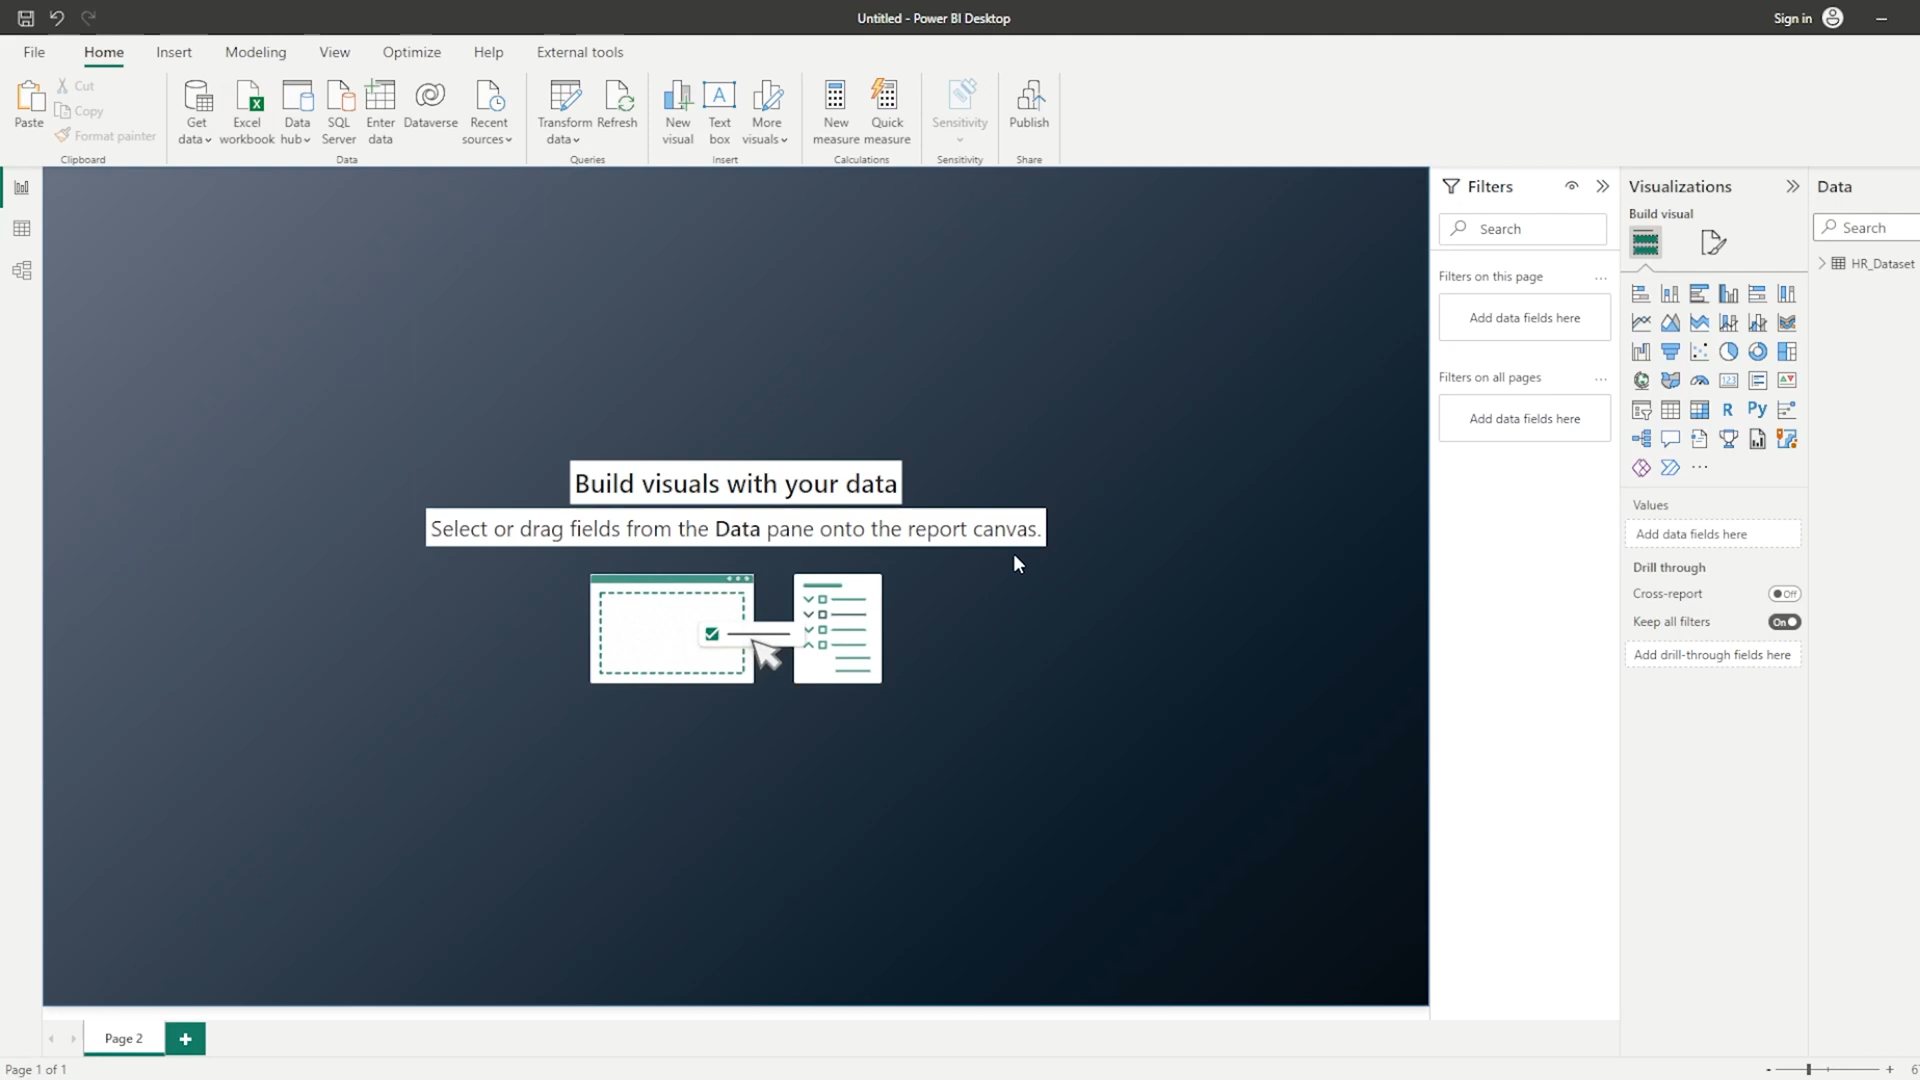 Untitled - Power BI Desktop
Sign in
File
Home
Insert
Modeling
View
Optimize
Help
External tools
Paste
Cut
Copy
Format painter
Clipboard
Get
data
Excel
workbook
Data
hub
SQL
Server
Enter
data
Dataverse
Recent
sources
Data
Transform
data
Refresh
Queries
New
visual
Text
box
More
visuals
Insert
New
measure
Quick
measure
Calculations
Sensitivity
Sensitivity
Publish
Share
Build visuals with your data
Select or drag fields from the Data pane onto the report canvas.
Filters
Search
Filters on this page
...
Add data fields here
Filters on all pages
...
Add data fields here
Visualizations
Build visual
123
R
Py
...
Values
Add data fields here
Drill through
Cross-report
Off
Keep all filters
On
Add drill-through fields here
Data
Search
HR_Dataset
Page 2
Page 1 of 1
- +